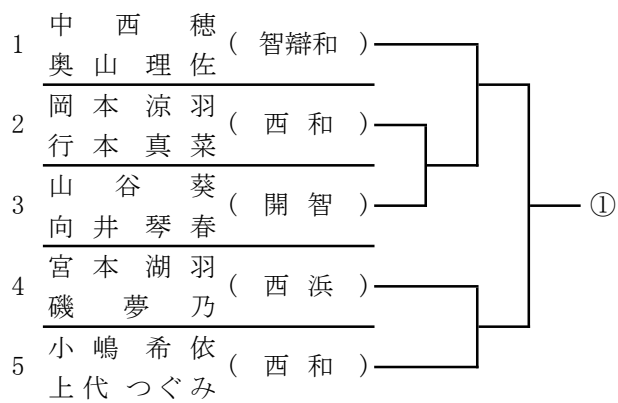 1 中西穂 (智辯和)
奥山理佐
2 岡本涼羽 (西和)
行本真菜
3 山谷葵 (開智)
向井琴春
4 宮本湖羽 (西浜)
磯夢乃
5 小嶋希依 (西和)
上代つぐみ
①